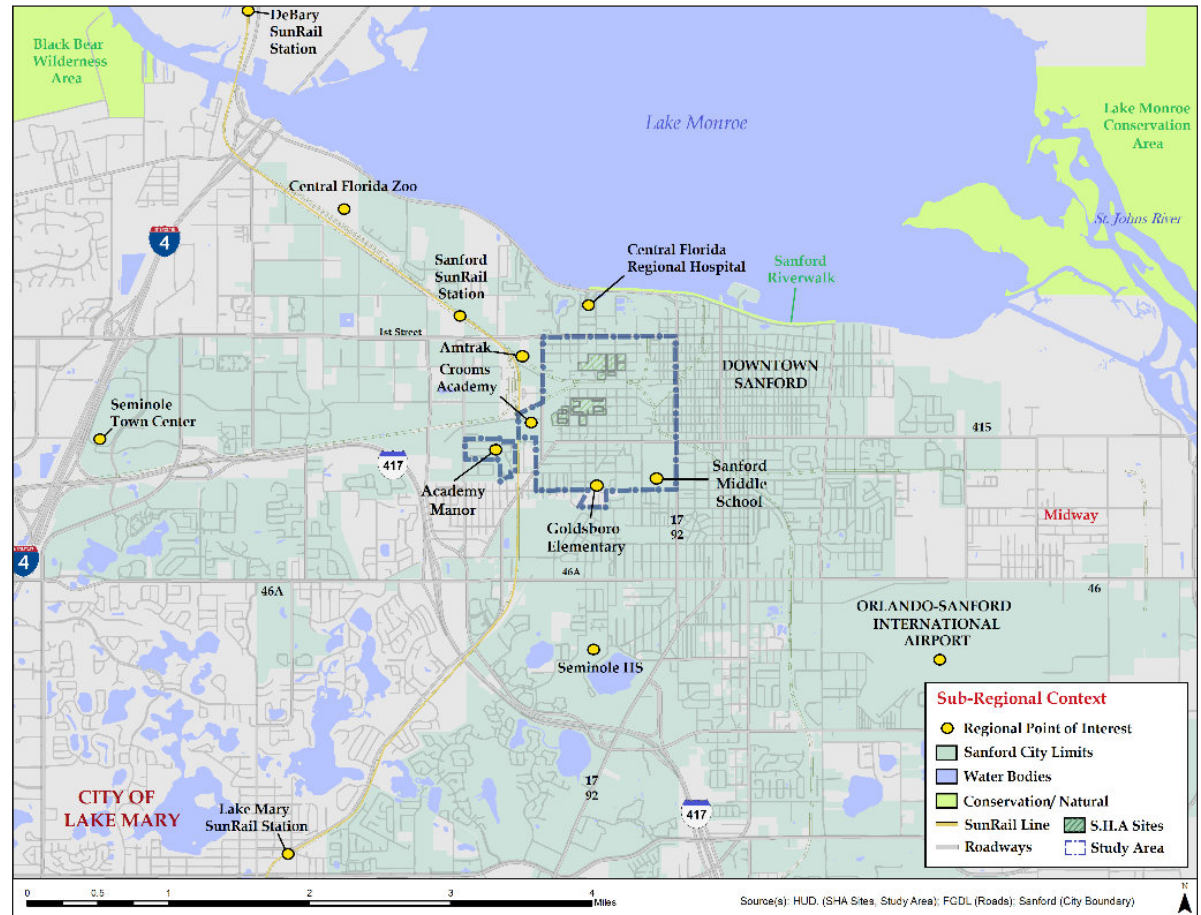 DeBary
SunRail
Station
Black Bear
Wilderness
Area
Lake Monroe
Lake Monroe
Conservation
Area
St. Johns River
Central Florida Zoo
4
Sanford
SunRail
Station
Central Florida
Regional Hospital
Sanford
Riverwalk
1st Street
Amtrak
Crooms
Academy
DOWNTOWN
SANFORD
Seminole
Town Center
415
417
Academy
Manor
Sanford
Middle
School
Goldsboro
Elementary
17
92
Midway
4
46A
46A
46
ORLANDO-SANFORD
INTERNATIONAL
AIRPORT
Seminole HS
CITY OF
LAKE MARY
Lake Mary
SunRail Station
17
92
417
Sub-Regional Context
Regional Point of Interest
Sanford City Limits
Water Bodies
Conservation/ Natural
SunRail Line
S.H.A Sites
Roadways
Study Area
0 0.5 1 2 3 4
Miles
Source(s): HUD. (SHA Sites, Study Area); FGDL (Roads); Sanford (City Boundary)
N